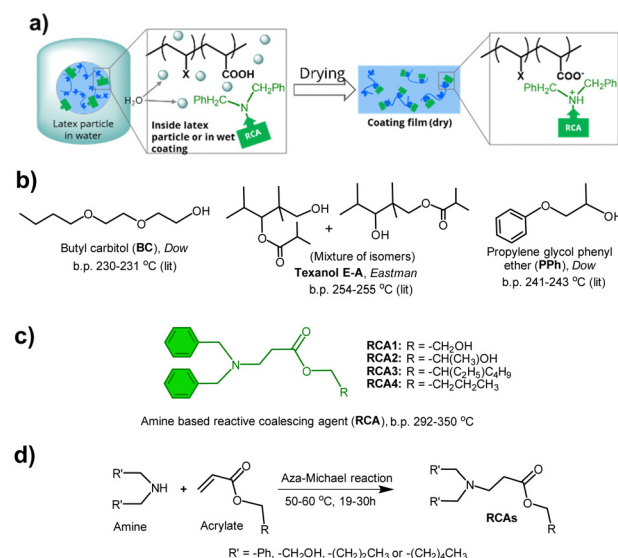 a)
X
COOH
H₂O
PhH₂C
CH₂Ph
N
RCA
Latex particle
in water
Inside latex
particle or in wet
coating
Drying
Coating film (dry)
X
COO⁻
PhH₂C
CH₂Ph
NH
+
RCA
b)
O
O
OH
Butyl carbitol (BC), Dow
b.p. 230-231 °C (lit)
OH
O
O
+
O
OH
O
(Mixture of isomers)
Texanol E-A, Eastman
b.p. 254-255 °C (lit)
O
OH
Propylene glycol phenyl
ether (PPh), Dow
b.p. 241-243 °C (lit)
c)
N
O
O
R
RCA1: R = -CH₂OH
RCA2: R = -CH(CH₃)OH
RCA3: R = -CH(C₂H₅)C₄H₉
RCA4: R = -CH₂CH₂CH₃
Amine based reactive coalescing agent (RCA), b.p. 292-350 °C
d)
R'
NH
R'
Amine
+
O
O
R
Acrylate
Aza-Michael reaction
50-60 °C, 19-30h
R'
N
R'
O
O
R
RCAs
R' = -Ph, -CH₂OH, -(CH₂)₂CH₃ or -(CH₂)₄CH₃